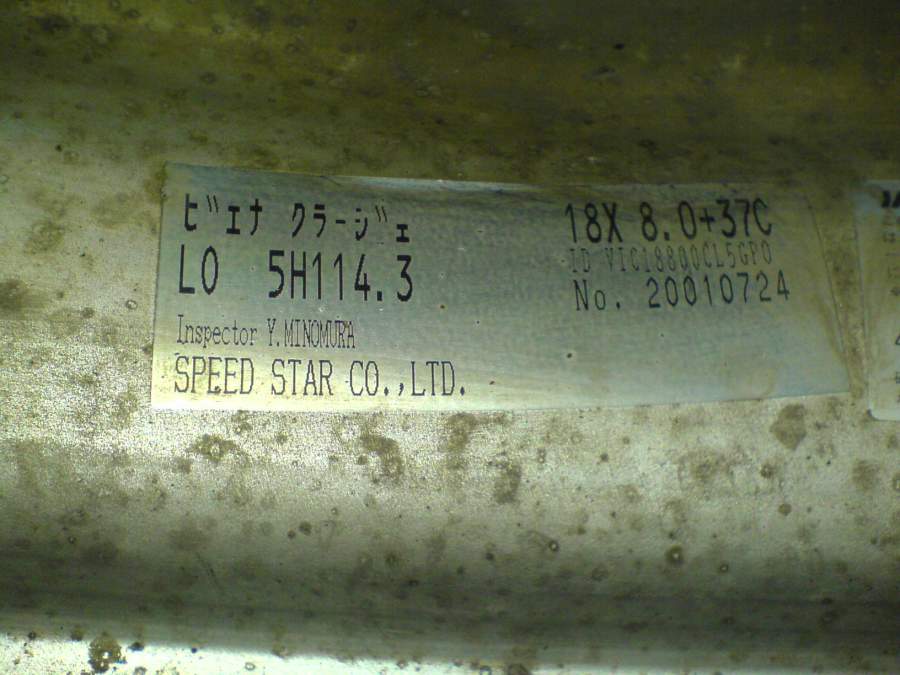 ビエナ クラージェ 18X 8.0+37C
LO 5H114.3 ID VIC18800CL5GP0
No. 20010724
Inspector Y.MINOMURA
SPEED STAR CO.,LTD.